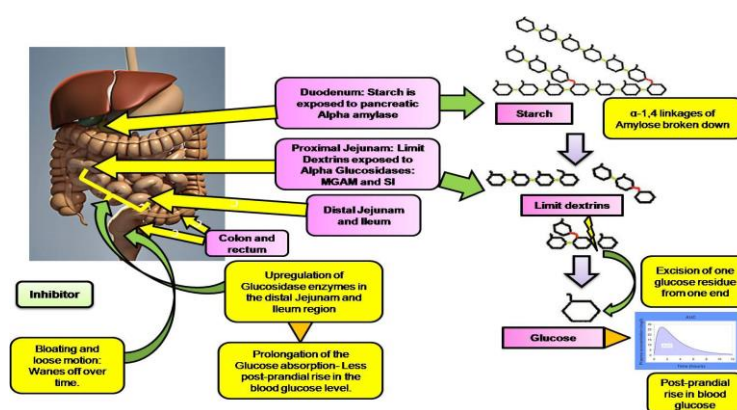 Duodenum: Starch is
exposed to pancreatic
Alpha amylase
Starch
α-1,4 linkages of
Amylose broken down
Proximal Jejunam: Limit
Dextrins exposed to
Alpha Glucosidases:
MGAM and SI
Limit dextrins
Distal Jejunam
and Ileum
Colon and
rectum
Inhibitor
Upregulation of
Glucosidase enzymes in
the distal Jejunam and
Ileum region
Excision of one
glucose residue
from one end
Glucose
Bloating and
loose motion:
Wanes off over
time.
Prolongation of the
Glucose absorption- Less
post-prandial rise in the
blood glucose level.
Post-prandial
rise in blood
glucose